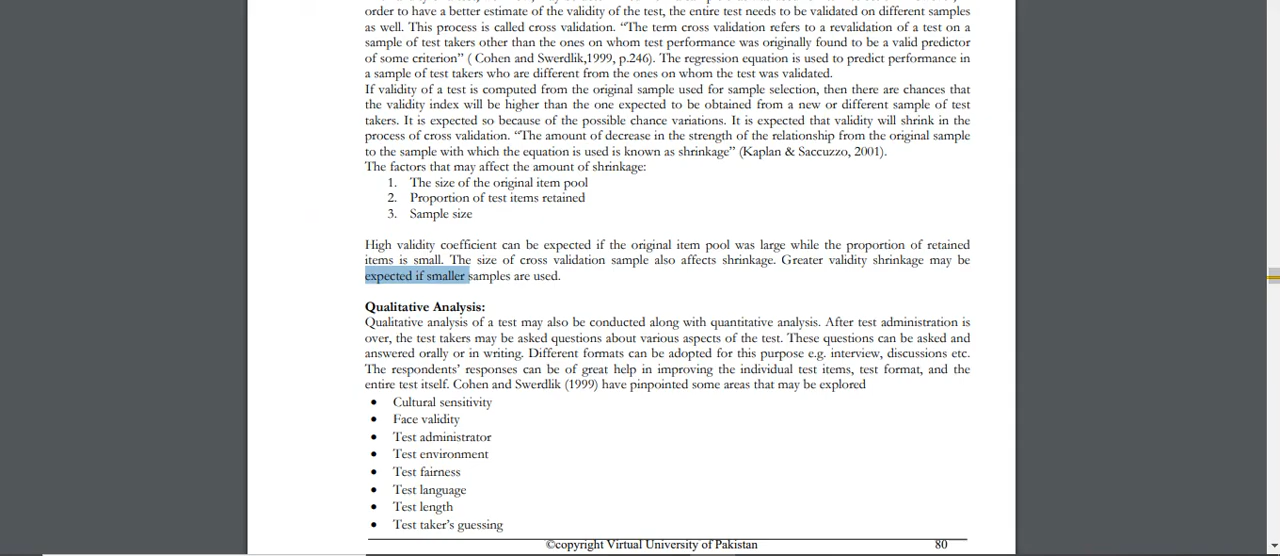 order to have a better estimate of the validity of the test, the entire test needs to be validated on different samples
as well. This process is called cross validation. “The term cross validation refers to a revalidation of a test on a
sample of test takers other than the ones on whom test performance was originally found to be a valid predictor
of some criterion” ( Cohen and Swerdlik,1999, p.246). The regression equation is used to predict performance in
a sample of test takers who are different from the ones on whom the test was validated.
If validity of a test is computed from the original sample used for sample selection, then there are chances that
the validity index will be higher than the one expected to be obtained from a new or different sample of test
takers. It is expected so because of the possible chance variations. It is expected that validity will shrink in the
process of cross validation. “The amount of decrease in the strength of the relationship from the original sample
to the sample with which the equation is used is known as shrinkage” (Kaplan & Saccuzzo, 2001).
The factors that may affect the amount of shrinkage:
1. The size of the original item pool
2. Proportion of test items retained
3. Sample size
High validity coefficient can be expected if the original item pool was large while the proportion of retained
items is small. The size of cross validation sample also affects shrinkage. Greater validity shrinkage may be
expected if smaller samples are used.
Qualitative Analysis:
Qualitative analysis of a test may also be conducted along with quantitative analysis. After test administration is
over, the test takers may be asked questions about various aspects of the test. These questions can be asked and
answered orally or in writing. Different formats can be adopted for this purpose e.g. interview, discussions etc.
The respondents’ responses can be of great help in improving the individual test items, test format, and the
entire test itself. Cohen and Swerdlik (1999) have pinpointed some areas that may be explored
• Cultural sensitivity
• Face validity
• Test administrator
• Test environment
• Test fairness
• Test language
• Test length
• Test taker’s guessing
©copyright Virtual University of Pakistan 80